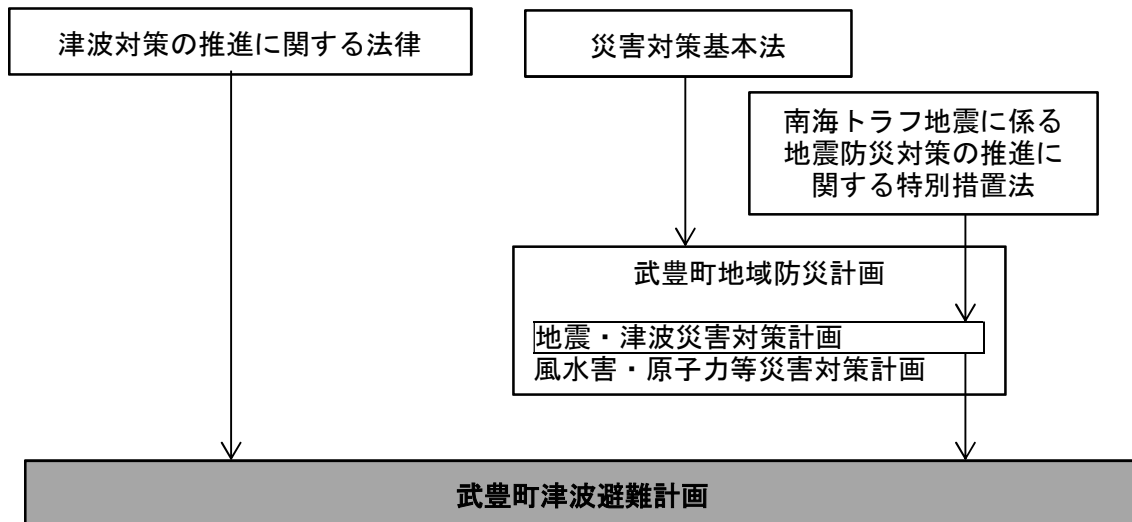 津波対策の推進に関する法律
災害対策基本法
南海トラフ地震に係る
地震防災対策の推進に
関する特別措置法
武豊町地域防災計画
地震・津波災害対策計画
風水害・原子力等災害対策計画
武豊町津波避難計画